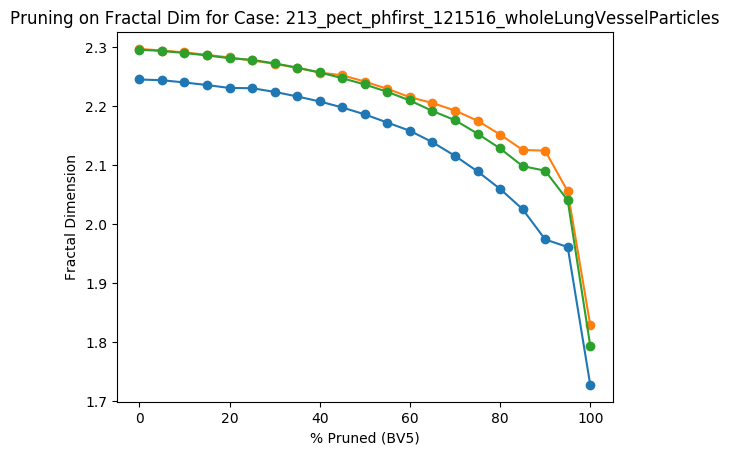 Pruning on Fractal Dim for Case: 213_pect_phfirst_121516_wholeLungVesselParticles
2.3
2.2
2.1
2.0
1.9
1.8
1.7
Fractal Dimension
0 20 40 60 80 100
% Pruned (BV5)